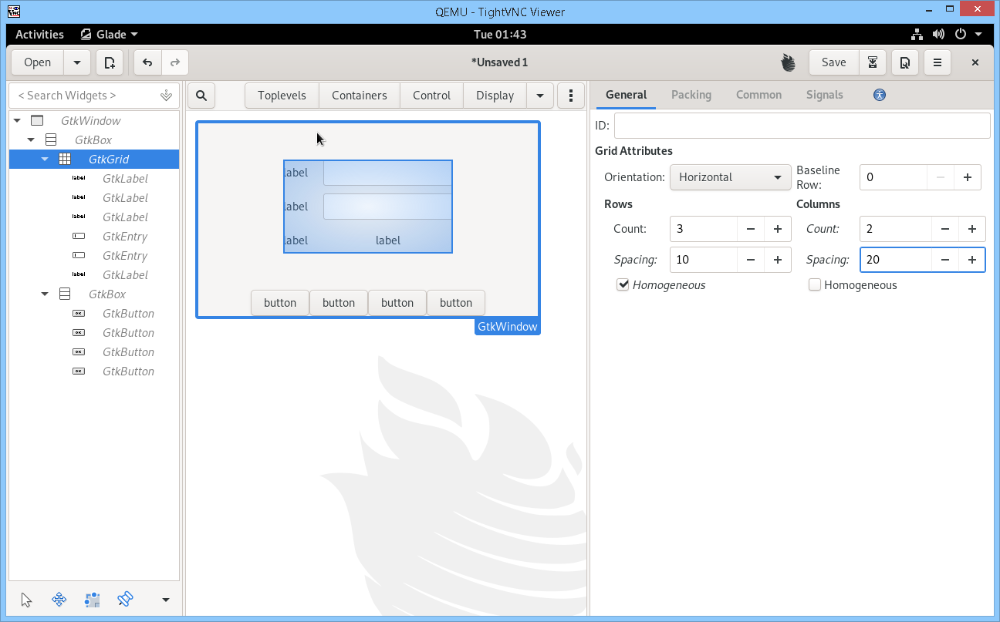 QEMU - TightVNC Viewer
Activities Glade Tue 01:43
Open *Unsaved 1 Save
< Search Widgets > Toplevels Containers Control Display General Packing Common Signals
GtkWindow
GtkBox
GtkGrid
GtkLabel
GtkLabel
GtkLabel
GtkEntry
GtkEntry
GtkLabel
GtkBox
GtkButton
GtkButton
GtkButton
GtkButton
label
label
label label
button button button button
GtkWindow
ID:
Grid Attributes
Orientation: Horizontal Baseline Row: 0
Rows Columns
Count: 3 Count: 2
Spacing: 10 Spacing: 20
Homogeneous Homogeneous